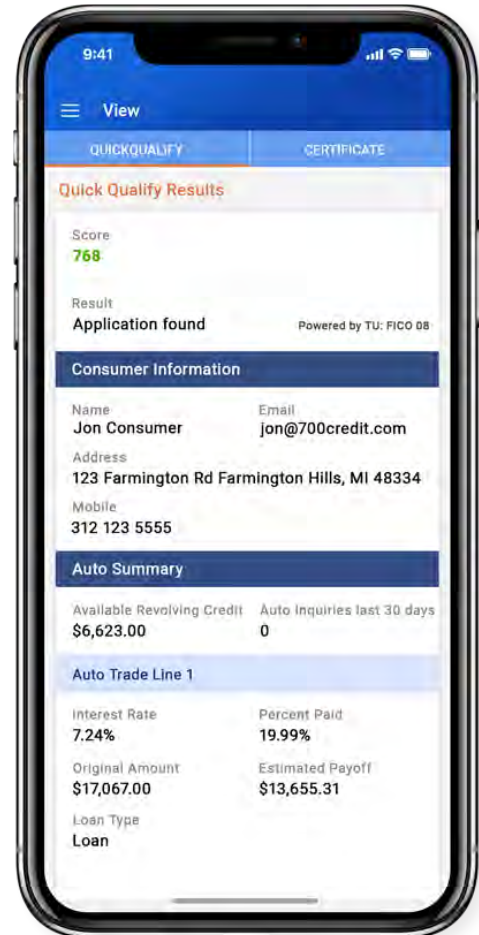 9:41
View
QUICKQUALIFY CERTIFICATE
Quick Qualify Results
Score
768
Result
Application found Powered by TU: FICO 08
Consumer Information
Name Email
Jon Consumer jon@700credit.com
Address
123 Farmington Rd Farmington Hills, MI 48334
Mobile
312 123 5555
Auto Summary
Available Revolving Credit Auto Inquiries last 30 days
$6,623.00 0
Auto Trade Line 1
Interest Rate Percent Paid
7.24% 19.99%
Original Amount Estimated Payoff
$17,067.00 $13,655.31
Loan Type
Loan